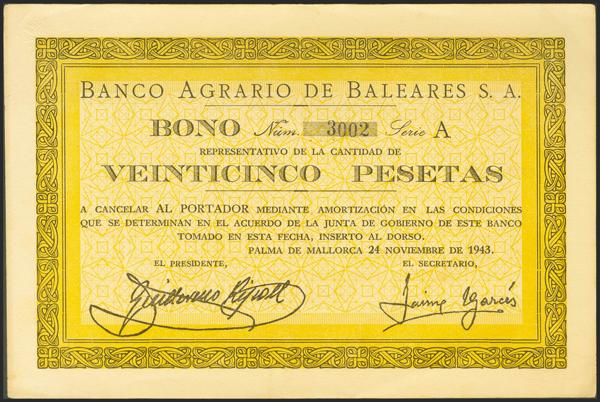 BANCO AGRARIO DE BALEARES S. A.
BONO Núm. 3002 Serie A
REPRESENTATIVO DE LA CANTIDAD DE
VEINTICINCO PESETAS
A CANCELAR AL PORTADOR MEDIANTE AMORTIZACIÓN EN LAS CONDICIONES
QUE SE DETERMINAN EN EL ACUERDO DE LA JUNTA DE GOBIERNO DE ESTE BANCO
TOMADO EN ESTA FECHA, INSERTO AL DORSO.
PALMA DE MALLORCA 24 NOVIEMBRE DE 1943.
EL PRESIDENTE, EL SECRETARIO,
Guillermo Jaime Garcés